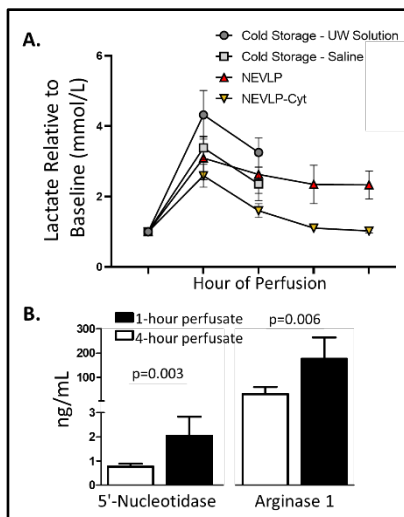 A.
Cold Storage - UW Solution
Cold Storage - Saline
NEVLP
NEVLP-Cyt
Lactate Relative to
Baseline (mmol/L)
6
4
2
0
Hour of Perfusion
B.
1-hour perfusate
4-hour perfusate
p=0.006
p=0.003
ng/mL
300
200
100
3
2
1
0
5'-Nucleotidase
Arginase 1